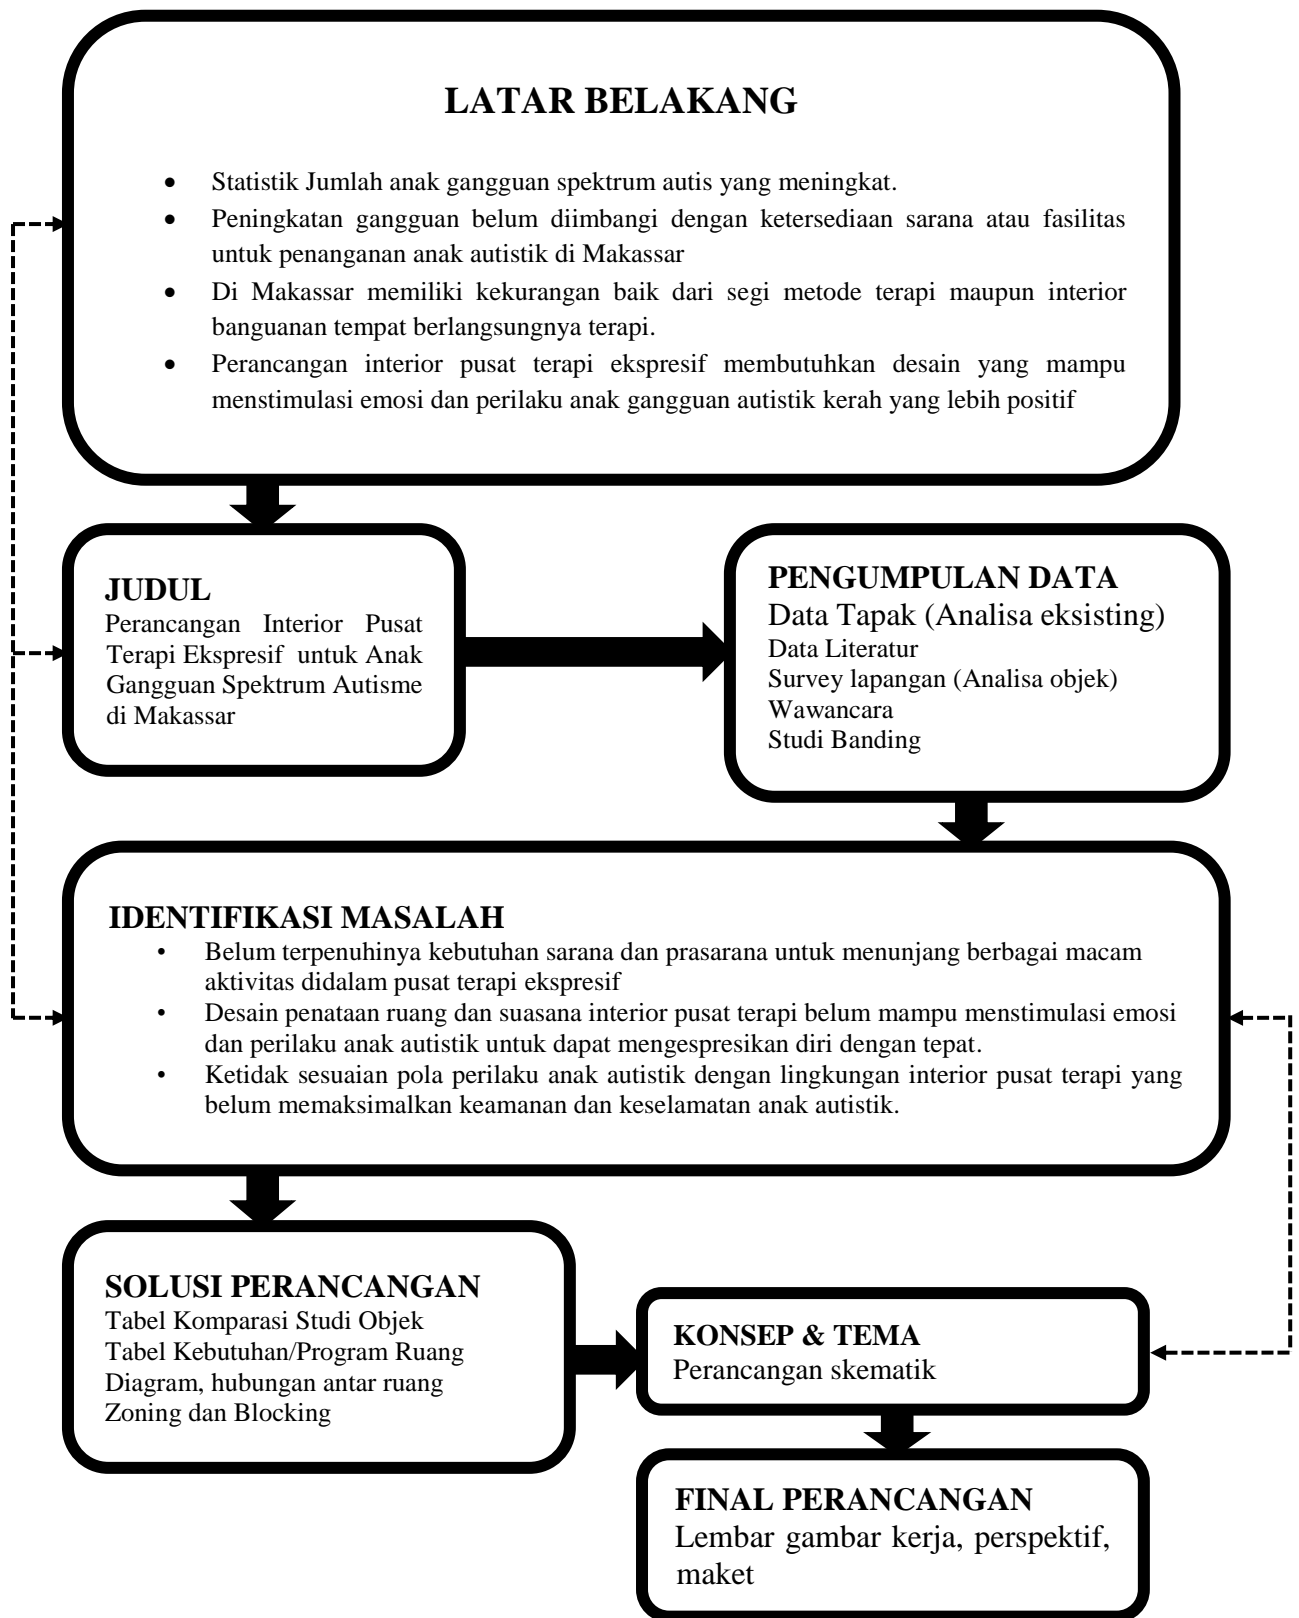 LATAR BELAKANG
• Statistik Jumlah anak gangguan spektrum autis yang meningkat.
• Peningkatan gangguan belum diimbangi dengan ketersediaan sarana atau fasilitas
untuk penanganan anak autistik di Makassar
• Di Makassar memiliki kekurangan baik dari segi metode terapi maupun interior
banguanan tempat berlangsungnya terapi.
• Perancangan interior pusat terapi ekspresif membutuhkan desain yang mampu
menstimulasi emosi dan perilaku anak gangguan autistik kerah yang lebih positif
JUDUL
Perancangan Interior Pusat
Terapi Ekspresif untuk Anak
Gangguan Spektrum Autisme
di Makassar
PENGUMPULAN DATA
Data Tapak (Analisa eksisting)
Data Literatur
Survey lapangan (Analisa objek)
Wawancara
Studi Banding
IDENTIFIKASI MASALAH
• Belum terpenuhinya kebutuhan sarana dan prasarana untuk menunjang berbagai macam
aktivitas didalam pusat terapi ekspresif
• Desain penataan ruang dan suasana interior pusat terapi belum mampu menstimulasi emosi
dan perilaku anak autistik untuk dapat mengespresikan diri dengan tepat.
• Ketidak sesuaian pola perilaku anak autistik dengan lingkungan interior pusat terapi yang
belum memaksimalkan keamanan dan keselamatan anak autistik.
SOLUSI PERANCANGAN
Tabel Komparasi Studi Objek
Tabel Kebutuhan/Program Ruang
Diagram, hubungan antar ruang
Zoning dan Blocking
KONSEP & TEMA
Perancangan skematik
FINAL PERANCANGAN
Lembar gambar kerja, perspektif,
maket